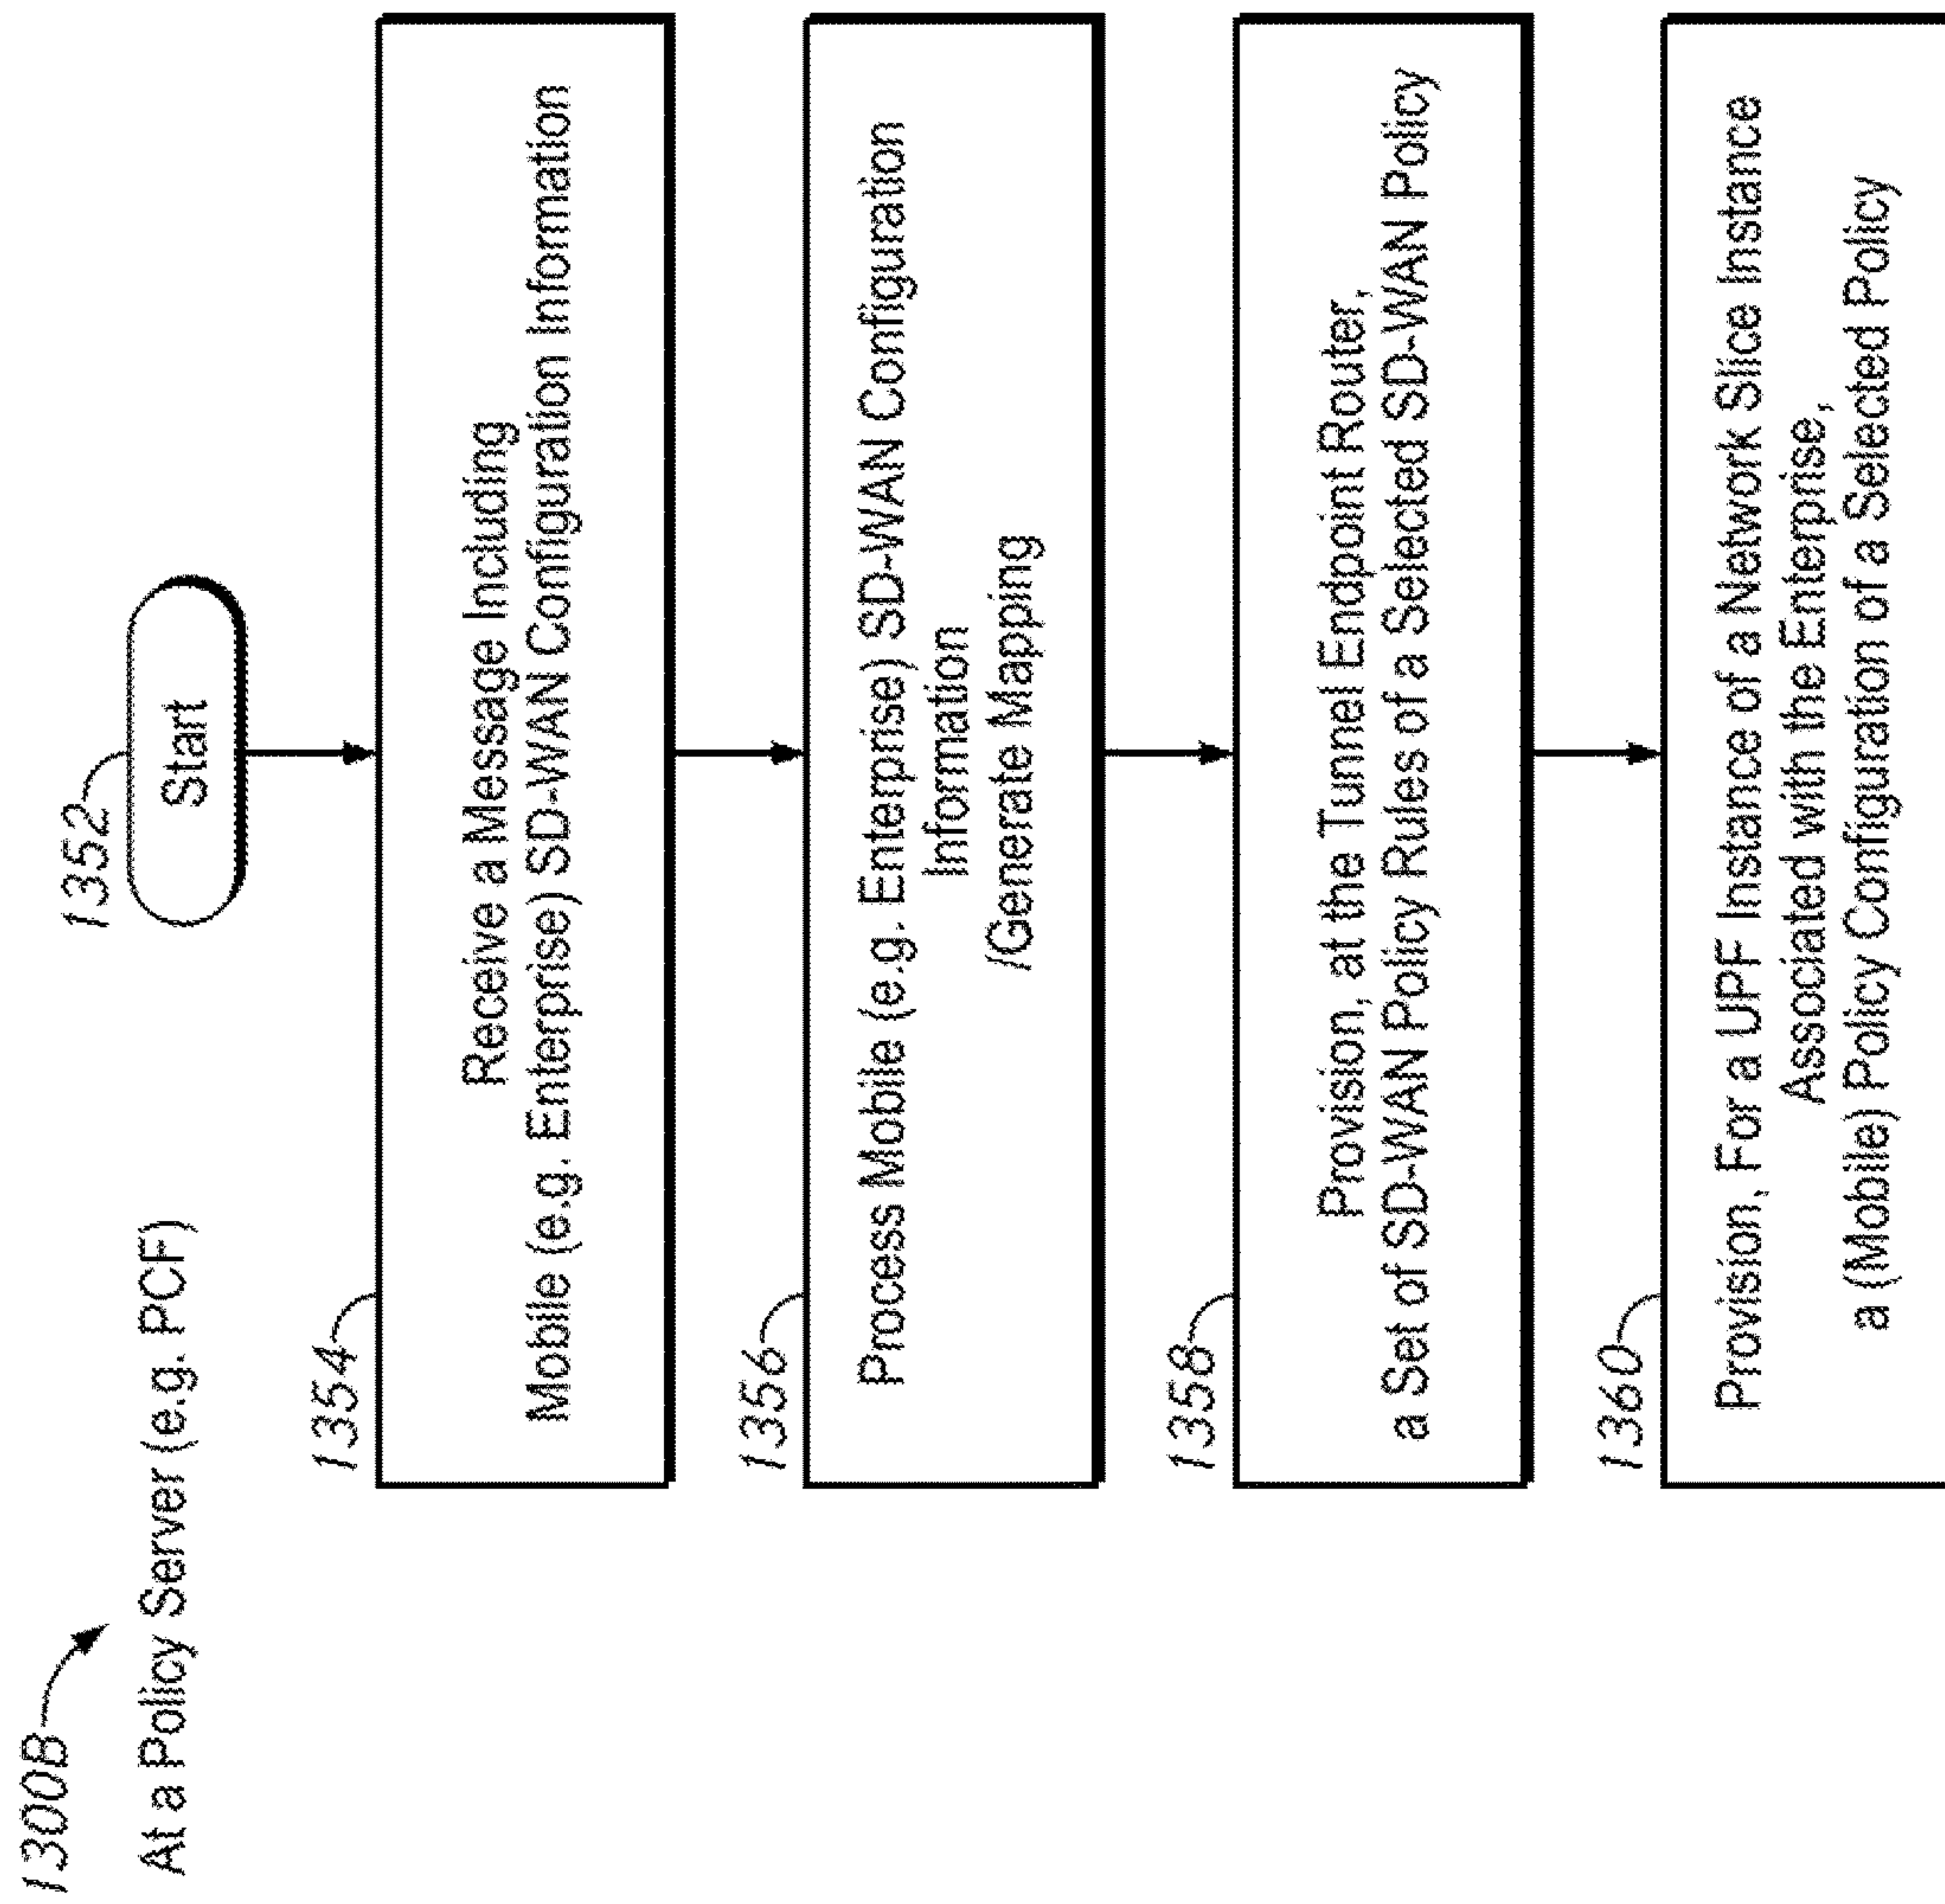 1300B
At a Policy Server (e.g. PCF)
1352
Start
1354
Receive a Message Including
Mobile (e.g. Enterprise) SD-WAN Configuration Information
1356
Process Mobile (e.g. Enterprise) SD-WAN Configuration
Information
/Generate Mapping
1358
Provision, at the Tunnel Endpoint Router,
a Set of SD-WAN Policy Rules of a Selected SD-WAN Policy
1360
Provision, For a UPF Instance of a Network Slice Instance
Associated with the Enterprise,
a (Mobile) Policy Configuration of a Selected Policy